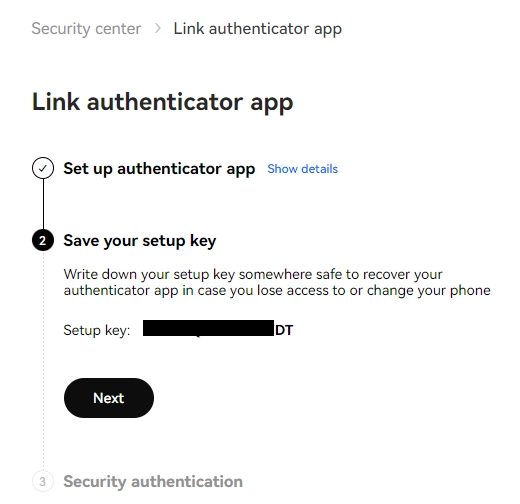 Security center > Link authenticator app
Link authenticator app
Set up authenticator app Show details
2 Save your setup key
Write down your setup key somewhere safe to recover your
authenticator app in case you lose access to or change your phone
Setup key: DT
Next
3 Security authentication